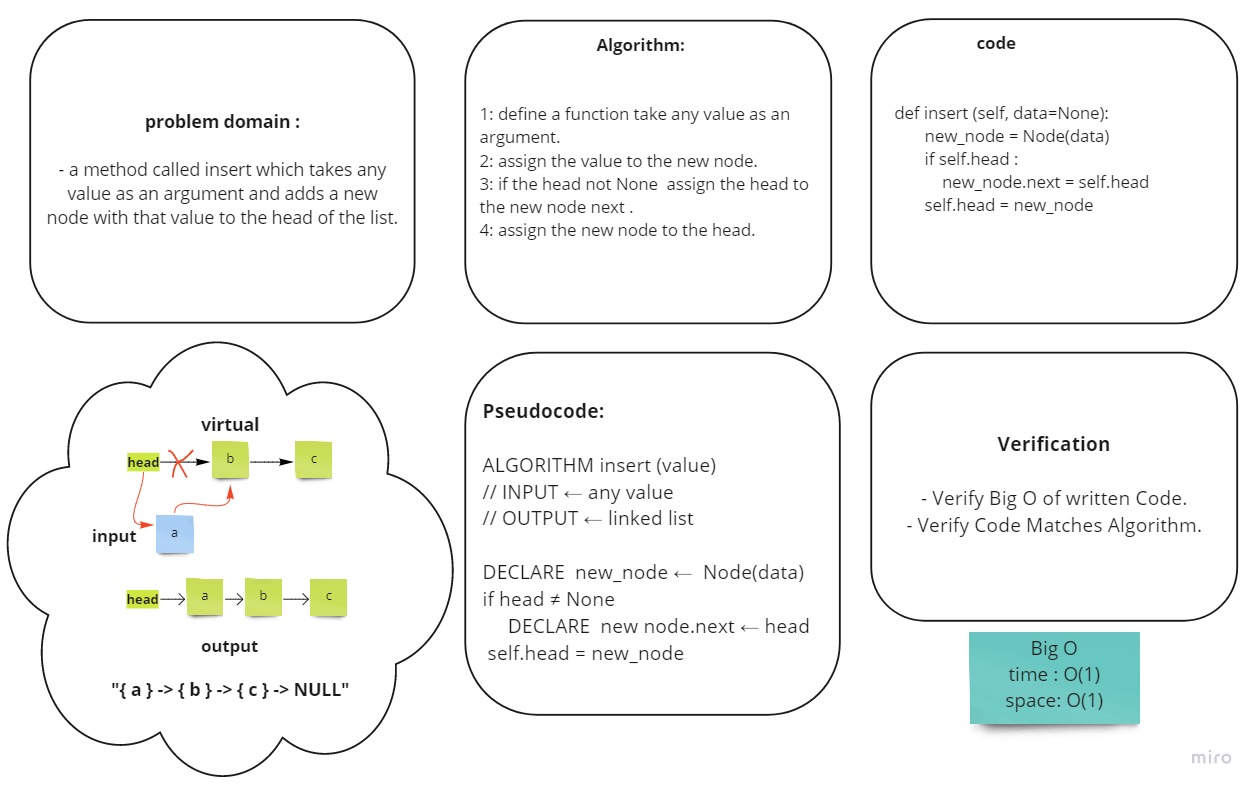 problem domain :
- a method called insert which takes any
value as an argument and adds a new
node with that value to the head of the list.
Algorithm:
1: define a function take any value as an
argument.
2: assign the value to the new node.
3: if the head not None  assign the head to
the new node next .
4: assign the new node to the head.
code
def insert (self, data=None):
new_node = Node(data)
if self.head :
new_node.next = self.head
self.head = new_node
virtual
head
b
c
input
a
head
a
b
c
output
"{ a } -> { b } -> { c } -> NULL"
Pseudocode:
ALGORITHM insert (value)
// INPUT ← any value
// OUTPUT ← linked list
DECLARE  new_node ←  Node(data)
if head ≠ None
DECLARE  new node.next ← head
self.head = new_node
Verification
- Verify Big O of written Code.
- Verify Code Matches Algorithm.
Big O
time : O(1)
space: O(1)
miro